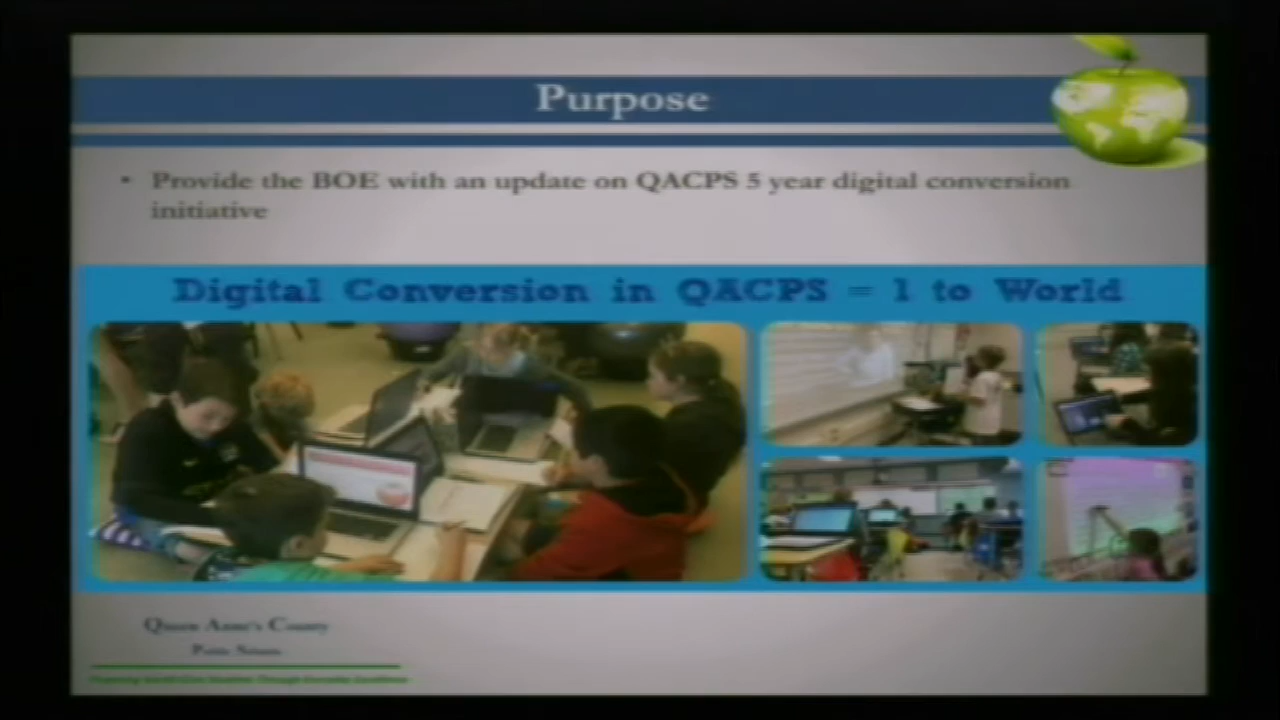 Purpose
• Provide the BOE with an update on QACPS 5 year digital conversion
initiative
Digital Conversion in QACPS = 1 to World
Queen Anne's County